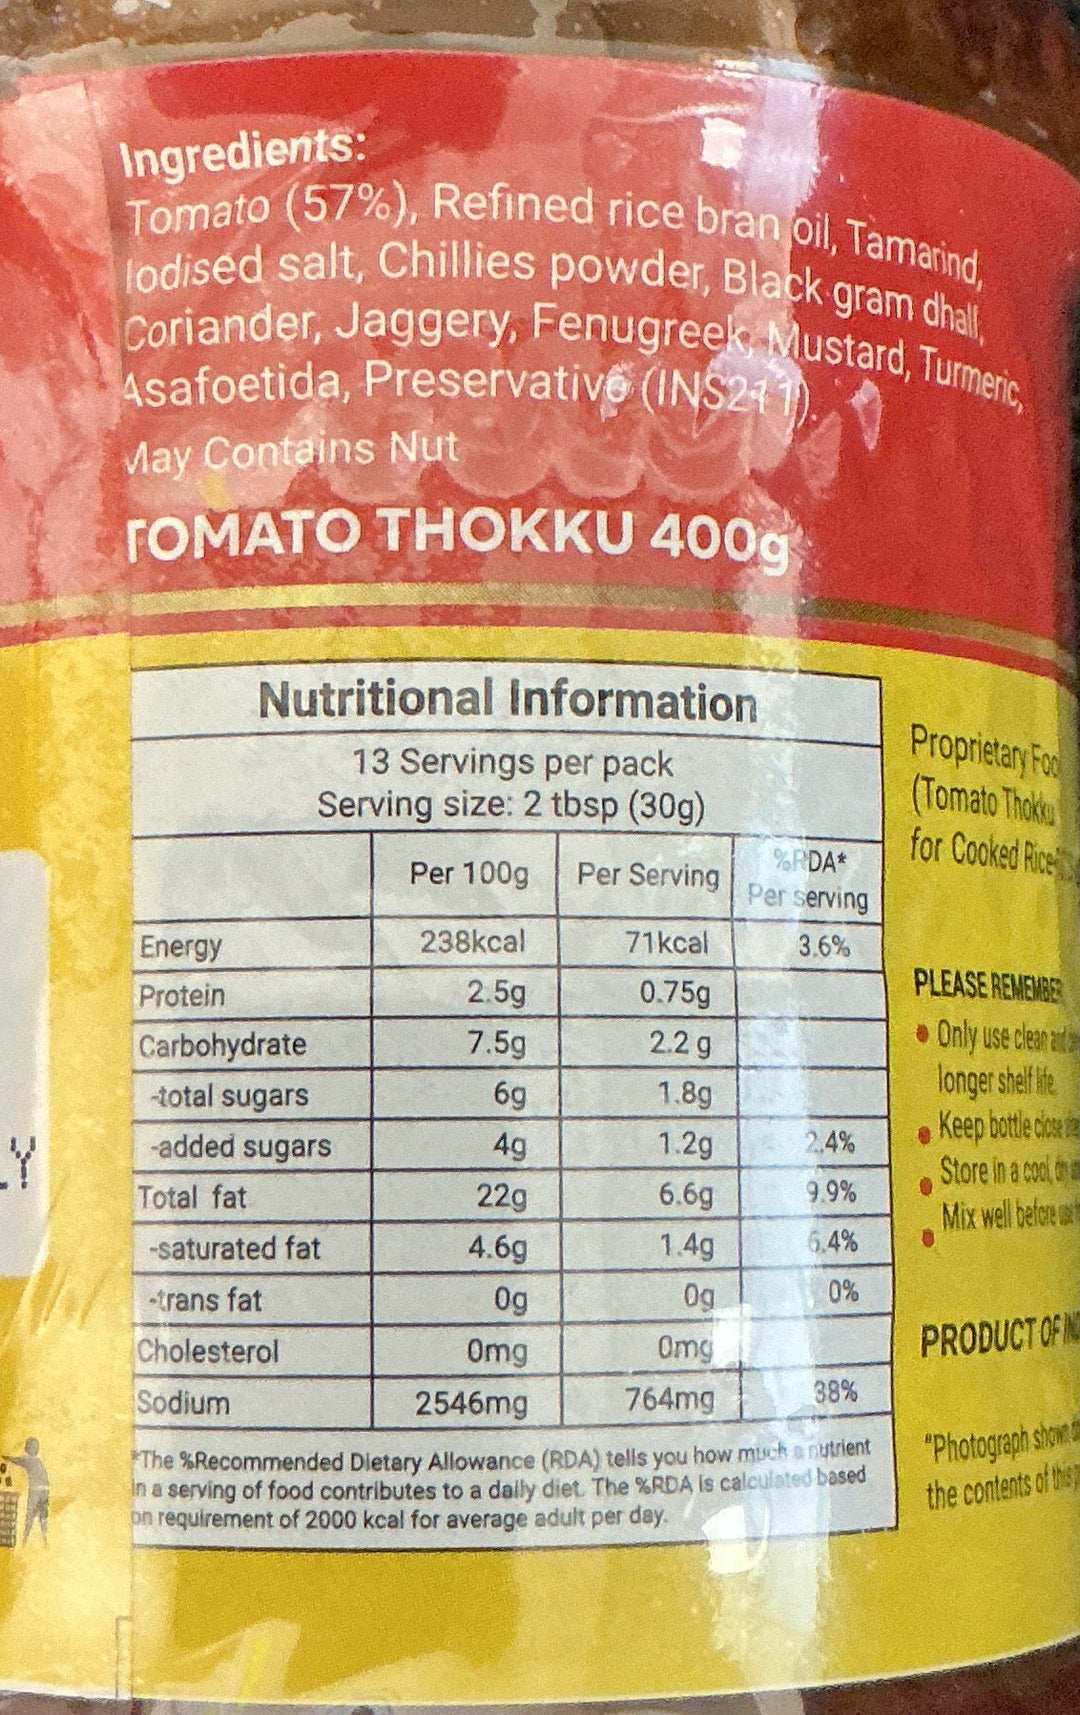 Ingredients:
Tomato (57%), Refined rice bran oil, Tamarind,
Iodised salt, Chillies powder, Black gram dhall,
Coriander, Jaggery, Fenugreek, Mustard, Turmeric,
Asafoetida, Preservative (INS211).
May Contains Nut
TOMATO THOKKU 400g
Nutritional Information
13 Servings per pack
Serving size: 2 tbsp (30g)
Per 100g Per Serving %RDA* Per serving
Energy 238kcal 71kcal 3.6%
Protein 2.5g 0.75g
Carbohydrate 7.5g 2.2 g
-total sugars 6g 1.8g
-added sugars 4g 1.2g 2.4%
Total fat 22g 6.6g 9.9%
-saturated fat 4.6g 1.4g 6.4%
-trans fat 0g 0g 0%
Cholesterol 0mg 0mg
Sodium 2546mg 764mg 38%
*The %Recommended Dietary Allowance (RDA) tells you how much a nutrient
in a serving of food contributes to a daily diet. The %RDA is calculated based
on requirement of 2000 kcal for average adult per day.
Proprietary
(Tomato Thokku
for Cooked
PLEASE REMEMBER
• Only use clean
longer shelf life
• Keep bottle
• Store in a cool,
• Mix well before
PRODUCT OF
"Photograph shown
the contents of